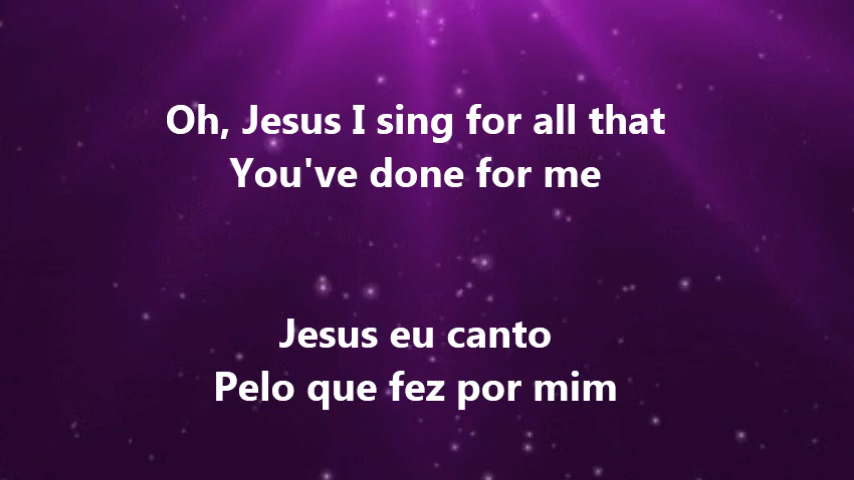 Oh, Jesus I sing for all that
You've done for me
Jesus eu canto
Pelo que fez por mim